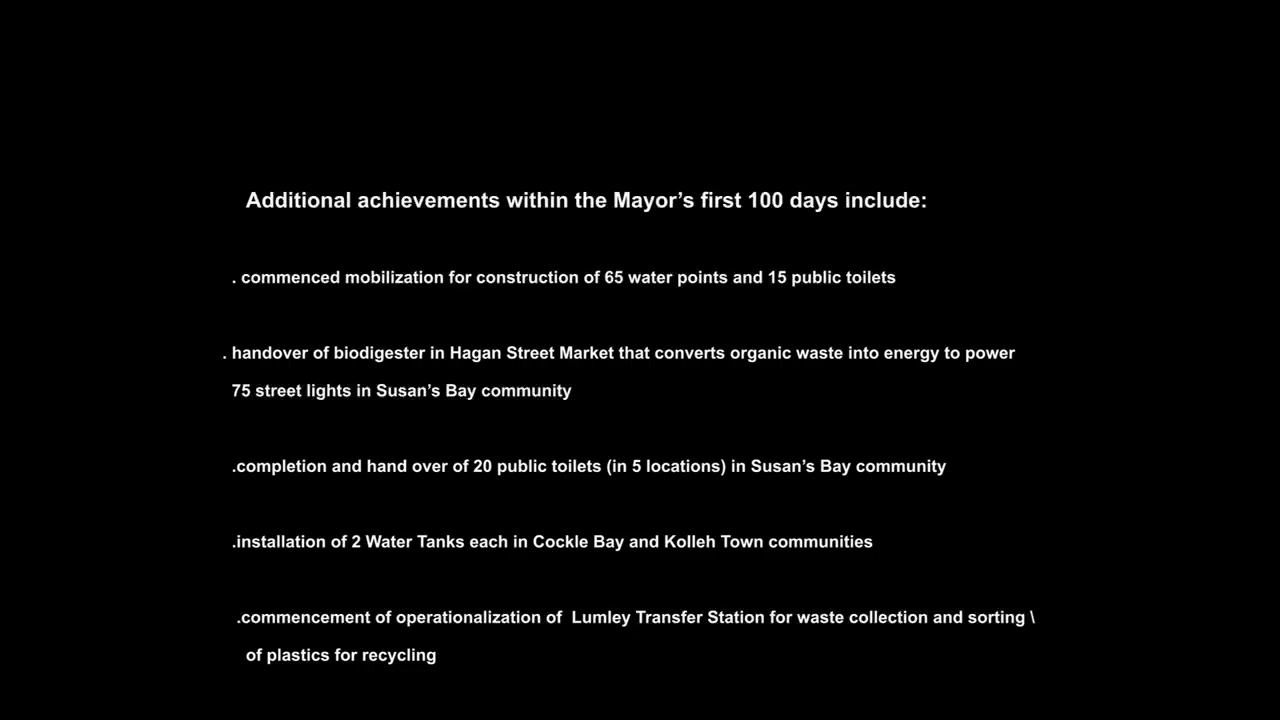 Additional achievements within the Mayor’s first 100 days include:
. commenced mobilization for construction of 65 water points and 15 public toilets
. handover of biodigester in Hagan Street Market that converts organic waste into energy to power
75 street lights in Susan’s Bay community
.completion and hand over of 20 public toilets (in 5 locations) in Susan’s Bay community
.installation of 2 Water Tanks each in Cockle Bay and Kolleh Town communities
.commencement of operationalization of  Lumley Transfer Station for waste collection and sorting \
of plastics for recycling